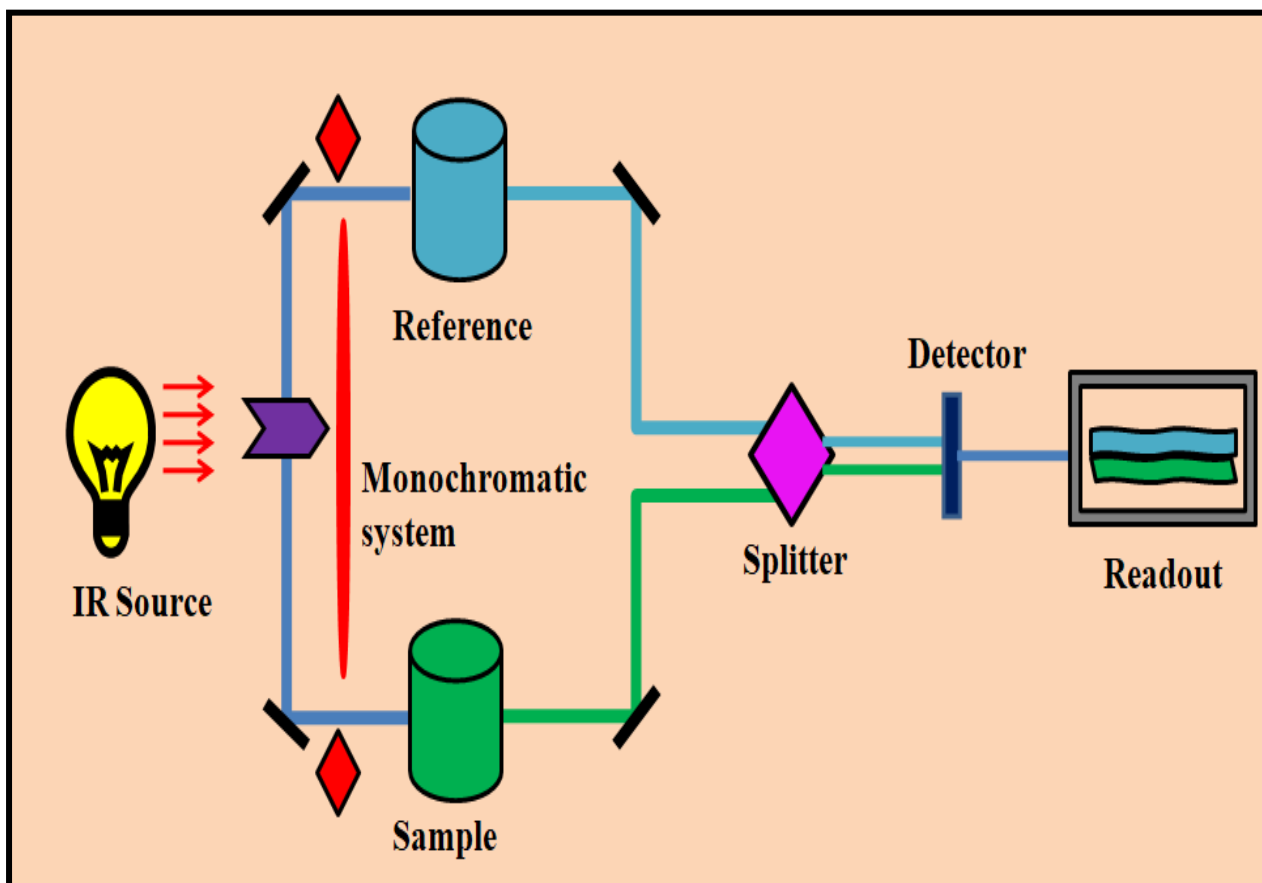 Reference
Detector
Monochromatic
system
IR Source
Splitter
Readout
Sample